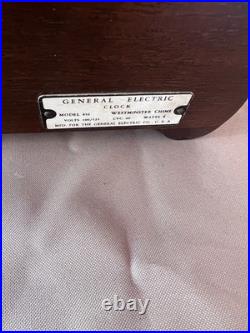 GENERAL ELECTRIC
CLOCK
MODEL WESTMINSTER CHIME
VOLTS CYC. 60 WATTS
MFD. FOR THE GENERAL ELECTRIC CO., U.S.A.